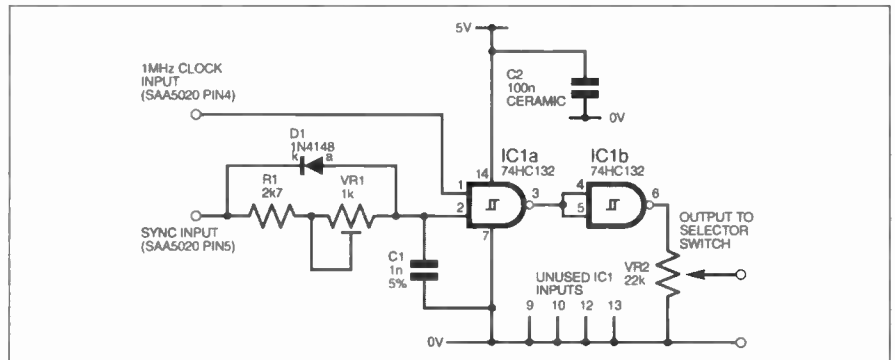 5V
1MHz CLOCK
INPUT
(SAA5020 PIN4)
C2
100n
CERAMIC
0V
D1
1N4148
k a
R1
2k7
VR1
1k
IC1a
74HC132
IC1b
74HC132
14
1
2
3
7
4
5
6
SYNC INPUT
(SAA5020 PIN5)
C1
1n
5%
OUTPUT TO
SELECTOR
SWITCH
VR2
22k
UNUSED IC1
INPUTS
9 10 12 13
0V